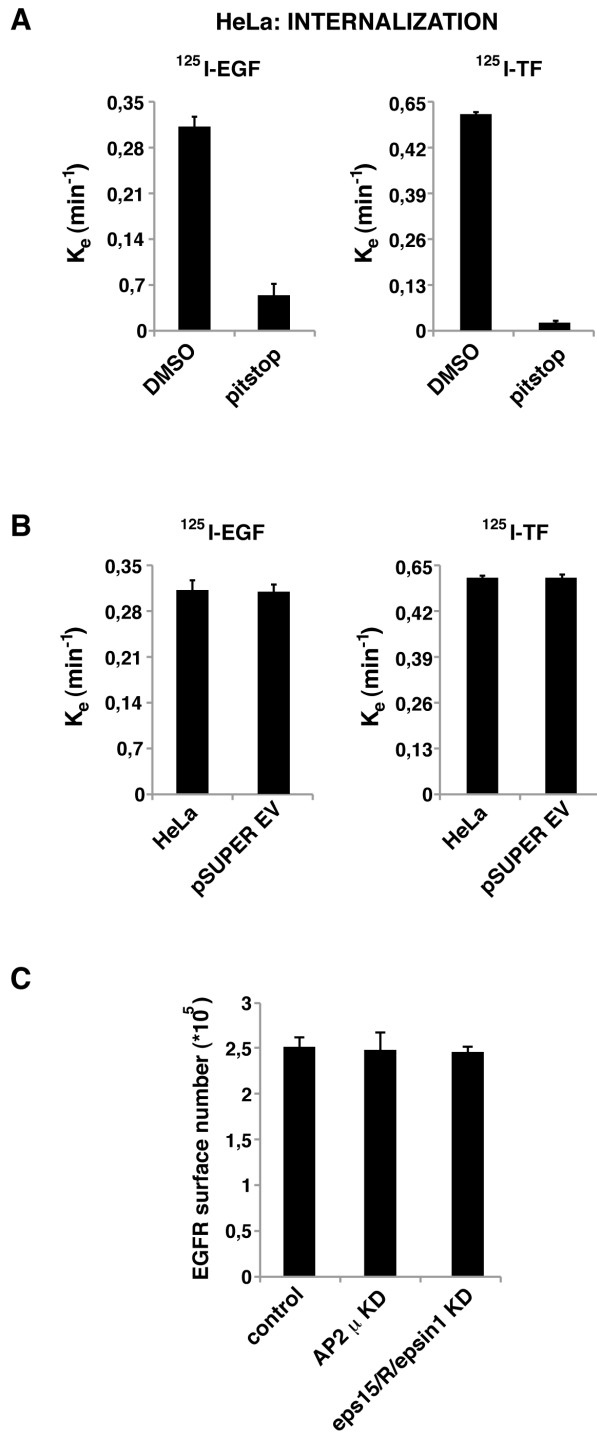 A
HeLa: INTERNALIZATION
125I-EGF
Ke (min-1)
0,35
0,28
0,21
0,14
0,7
0
DMSO
pitstop
125I-TF
Ke (min-1)
0,65
0,42
0,39
0,26
0,13
0
DMSO
pitstop
B
125I-EGF
Ke (min-1)
0,35
0,28
0,21
0,14
0,7
0
HeLa
pSUPER EV
125I-TF
Ke (min-1)
0,65
0,42
0,39
0,26
0,13
0
HeLa
pSUPER EV
C
EGFR surface number (*105)
3
2,5
2
1,5
1
0,5
0
control
AP2 μ KD
eps15/R/epsin1 KD